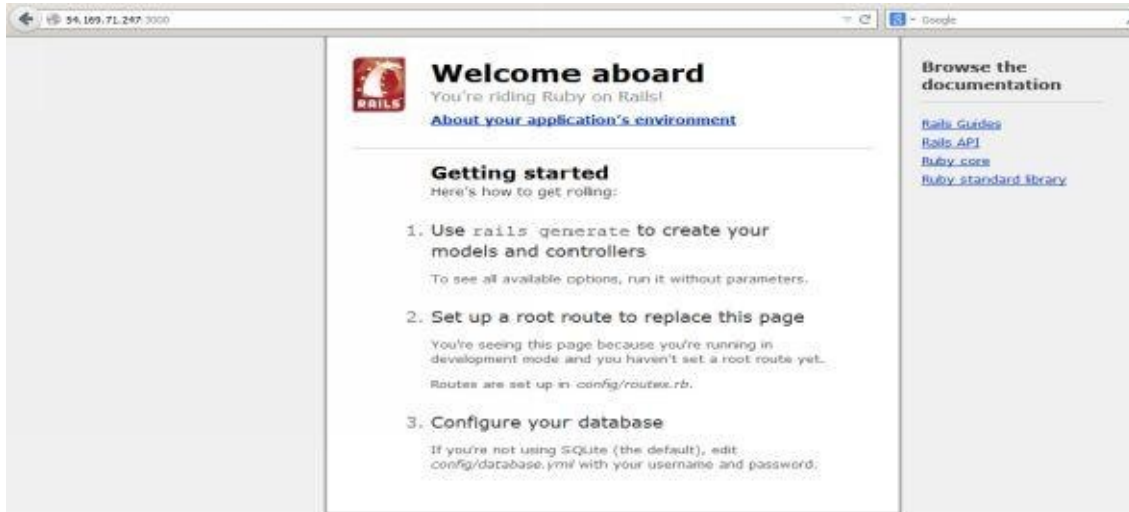 54.169.71.247:3000
Google
RAILS
Welcome aboard
You're riding Ruby on Rails!
About your application's environment
Getting started
Here's how to get rolling:
1. Use rails generate to create your
models and controllers
To see all available options, run it without parameters.
2. Set up a root route to replace this page
You're seeing this page because you're running in
development mode and you haven't set a root route yet.
Routes are set up in config/routes.rb.
3. Configure your database
If you're not using SQLite (the default), edit
config/database.yml with your username and password.
Browse the
documentation
Rails Guides
Rails API
Ruby core
Ruby standard library